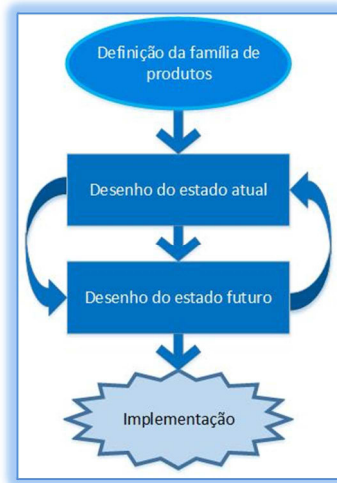 Definição da família de
produtos
Desenho do estado atual
Desenho do estado futuro
Implementação